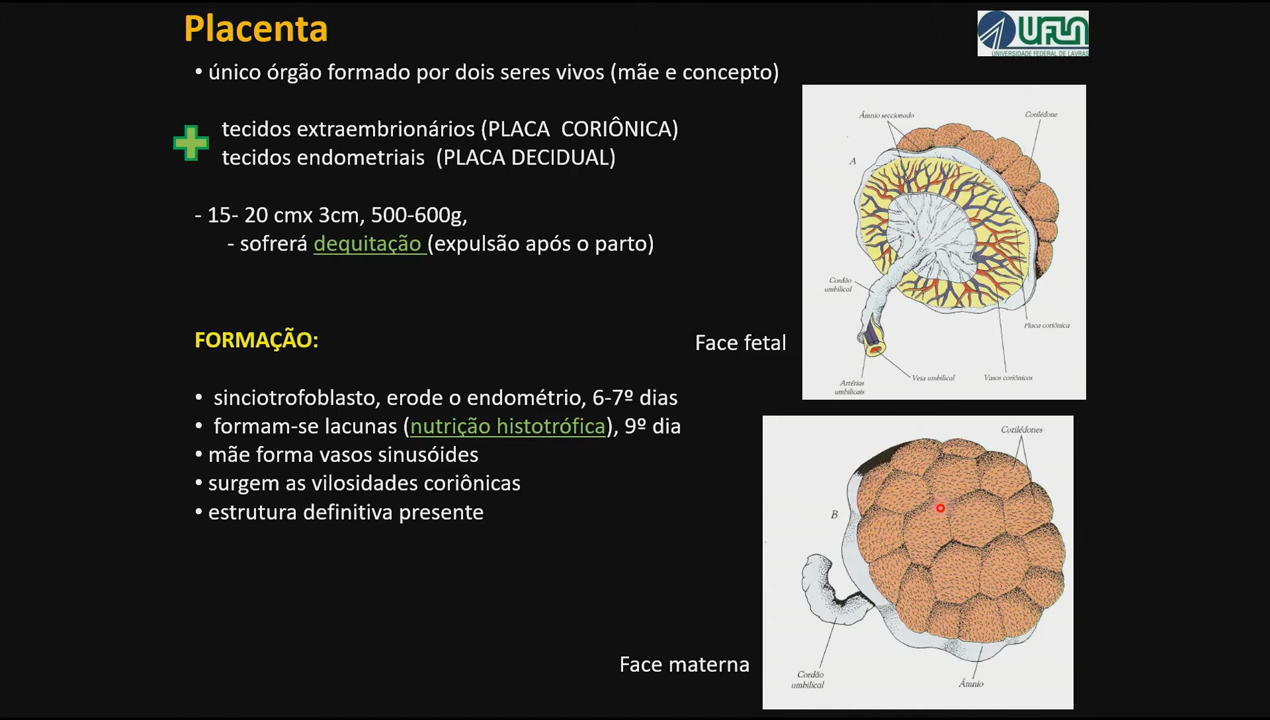 Placenta
UFLA
UNIVERSIDADE FEDERAL DE LAVRAS
• único órgão formado por dois seres vivos (mãe e concepto)
tecidos extraembrionários (PLACA CORIÔNICA)
tecidos endometriais (PLACA DECIDUAL)
- 15- 20 cmx 3cm, 500-600g,
- sofrerá dequitação (expulsão após o parto)
FORMAÇÃO:
• sinciotrofoblasto, erode o endométrio, 6-7º dias
• formam-se lacunas (nutrição histotrófica), 9º dia
• mãe forma vasos sinusóides
• surgem as vilosidades coriônicas
• estrutura definitiva presente
Âmnio seccionado
Cotilédone
A
Cordão
umbilical
Placa coriônica
Veia umbilical
Vasos coriônicos
Artérias
umbilicais
Face fetal
Cotilédones
B
Cordão
umbilical
Âmnio
Face materna